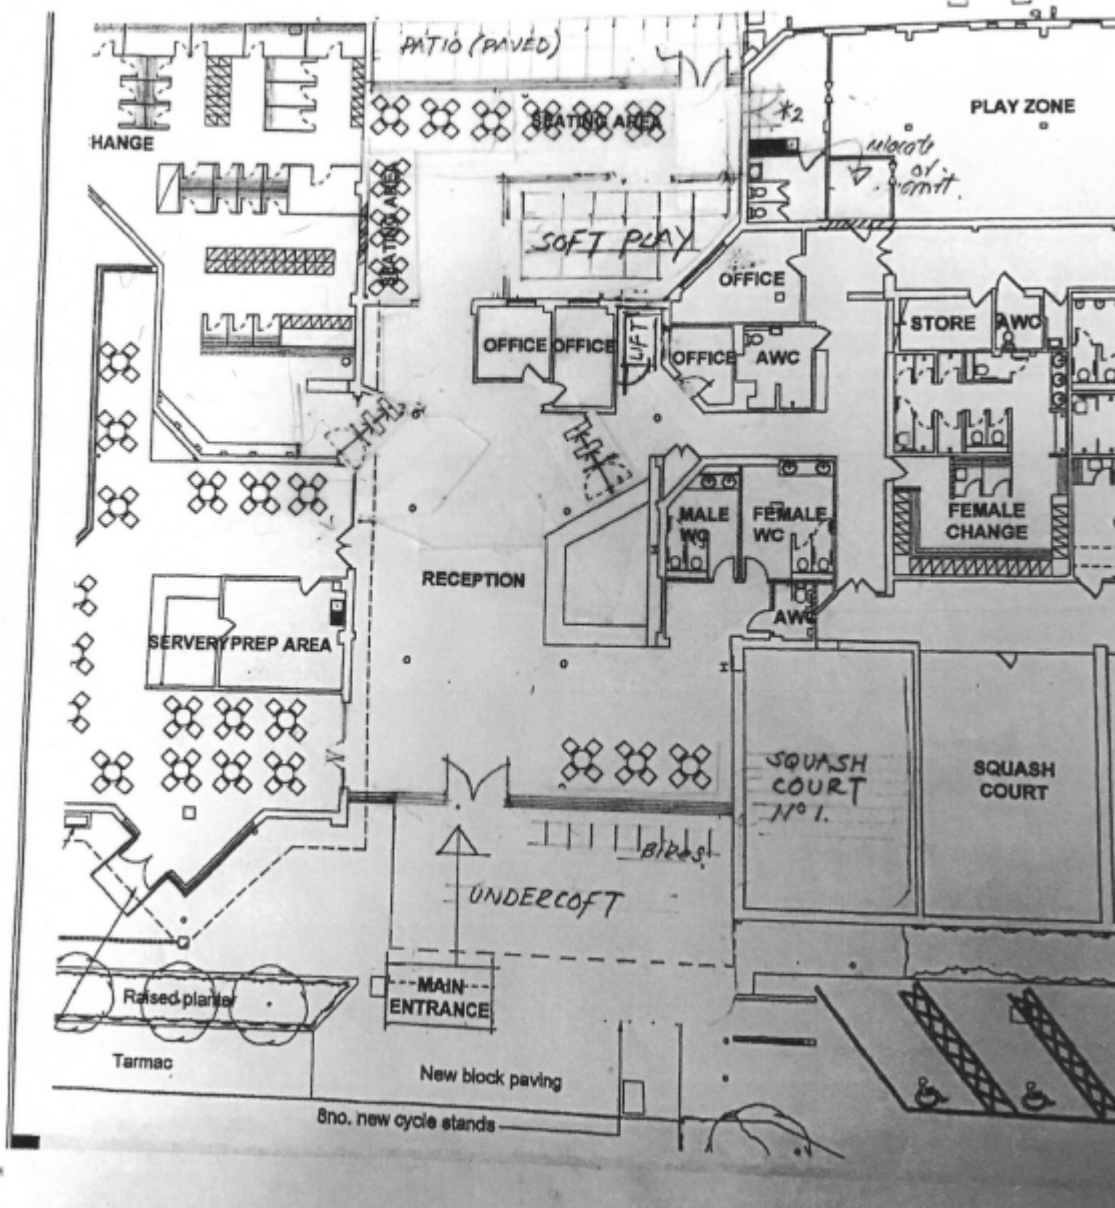 PATIO (PAVED)
PLAY ZONE
SEATING AREA
*2
HANGE
relocate
or
omit
SEATING AREA
SOFT PLAY
OFFICE
STORE
AWC
OFFICE
OFFICE
LIFT
OFFICE
AWC
MALE
WC
FEMALE
WC
FEMALE
CHANGE
RECEPTION
AWC
SERVERY
PREP AREA
SQUASH
COURT
Nº 1.
SQUASH
COURT
BIKES.
UNDERCOFT
MAIN
ENTRANCE
Raised planter
Tarmac
New block paving
8no. new cycle stands